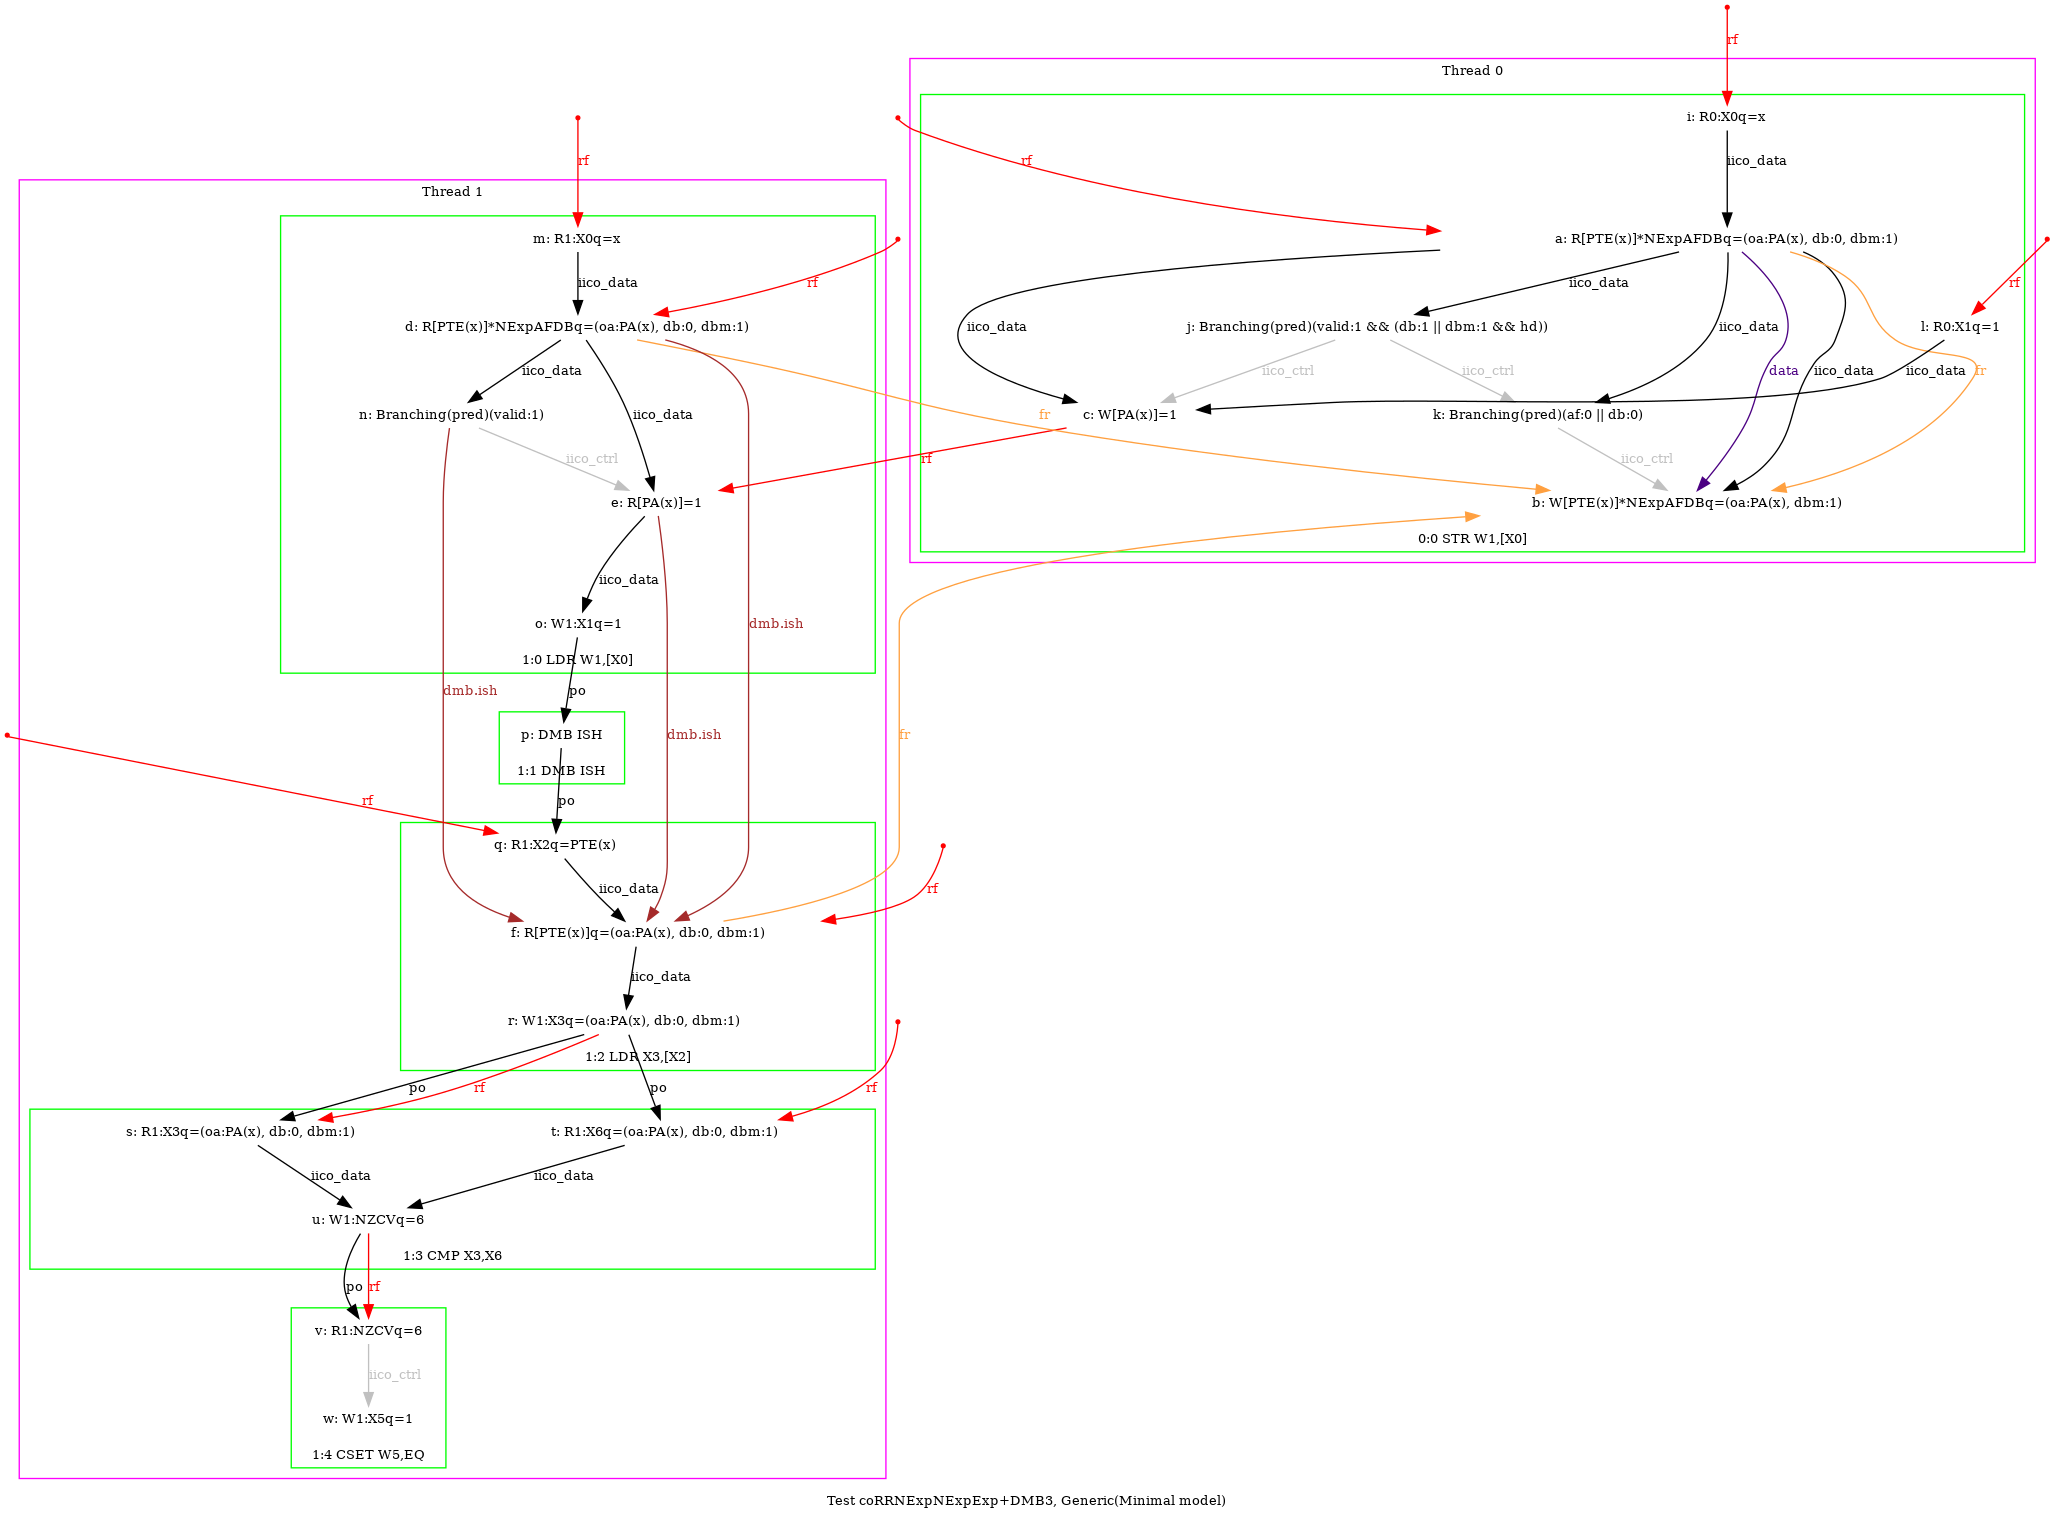 rf
Thread 0
i: R0:X0q=x
rf
iico_data
rf
Thread 1
m: R1:X0q=x
a: R[PTE(x)]*NExpAFDBq=(oa:PA(x), db:0, dbm:1)
iico_data
rf
iico_data
rf
d: R[PTE(x)]*NExpAFDBq=(oa:PA(x), db:0, dbm:1)
iico_data
j: Branching(pred)(valid:1 && (db:1 || dbm:1 && hd))
iico_data
l: R0:X1q=1
iico_data
iico_ctrl
iico_ctrl
data
iico_data
iico_data
fr
n: Branching(pred)(valid:1)
iico_data
fr
c: W[PA(x)]=1
k: Branching(pred)(af:0 || db:0)
iico_ctrl
rf
iico_ctrl
e: R[PA(x)]=1
b: W[PTE(x)]*NExpAFDBq=(oa:PA(x), dbm:1)
0:0 STR W1,[X0]
iico_data
o: W1:X1q=1
dmb.ish
1:0 LDR W1,[X0]
dmb.ish
po
p: DMB ISH
dmb.ish
fr
1:1 DMB ISH
rf
po
q: R1:X2q=PTE(x)
iico_data
rf
f: R[PTE(x)]q=(oa:PA(x), db:0, dbm:1)
iico_data
r: W1:X3q=(oa:PA(x), db:0, dbm:1)
1:2 LDR X3,[X2]
po
rf
po
rf
s: R1:X3q=(oa:PA(x), db:0, dbm:1)
t: R1:X6q=(oa:PA(x), db:0, dbm:1)
iico_data
iico_data
u: W1:NZCVq=6
1:3 CMP X3,X6
po
rf
v: R1:NZCVq=6
iico_ctrl
w: W1:X5q=1
1:4 CSET W5,EQ
Test coRRNExpNExpExp+DMB3, Generic(Minimal model)